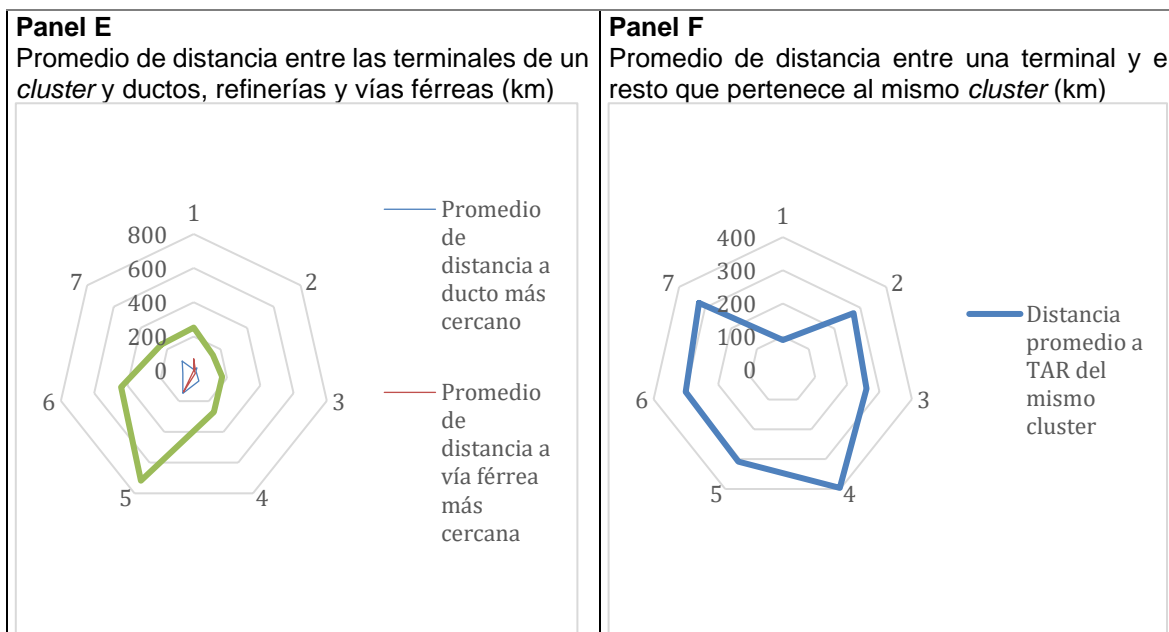 Panel E
Promedio de distancia entre las terminales de un
cluster y ductos, refinerías y vías férreas (km)
1
2
3
4
5
6
7
800
600
400
200
0
Promedio
de
distancia a
ducto más
cercano
Promedio
de
distancia a
vía férrea
más
cercana
Panel F
Promedio de distancia entre una terminal y e
resto que pertenece al mismo cluster (km)
1
2
3
4
5
6
7
400
300
200
100
0
Distancia
promedio a
TAR del
mismo
cluster